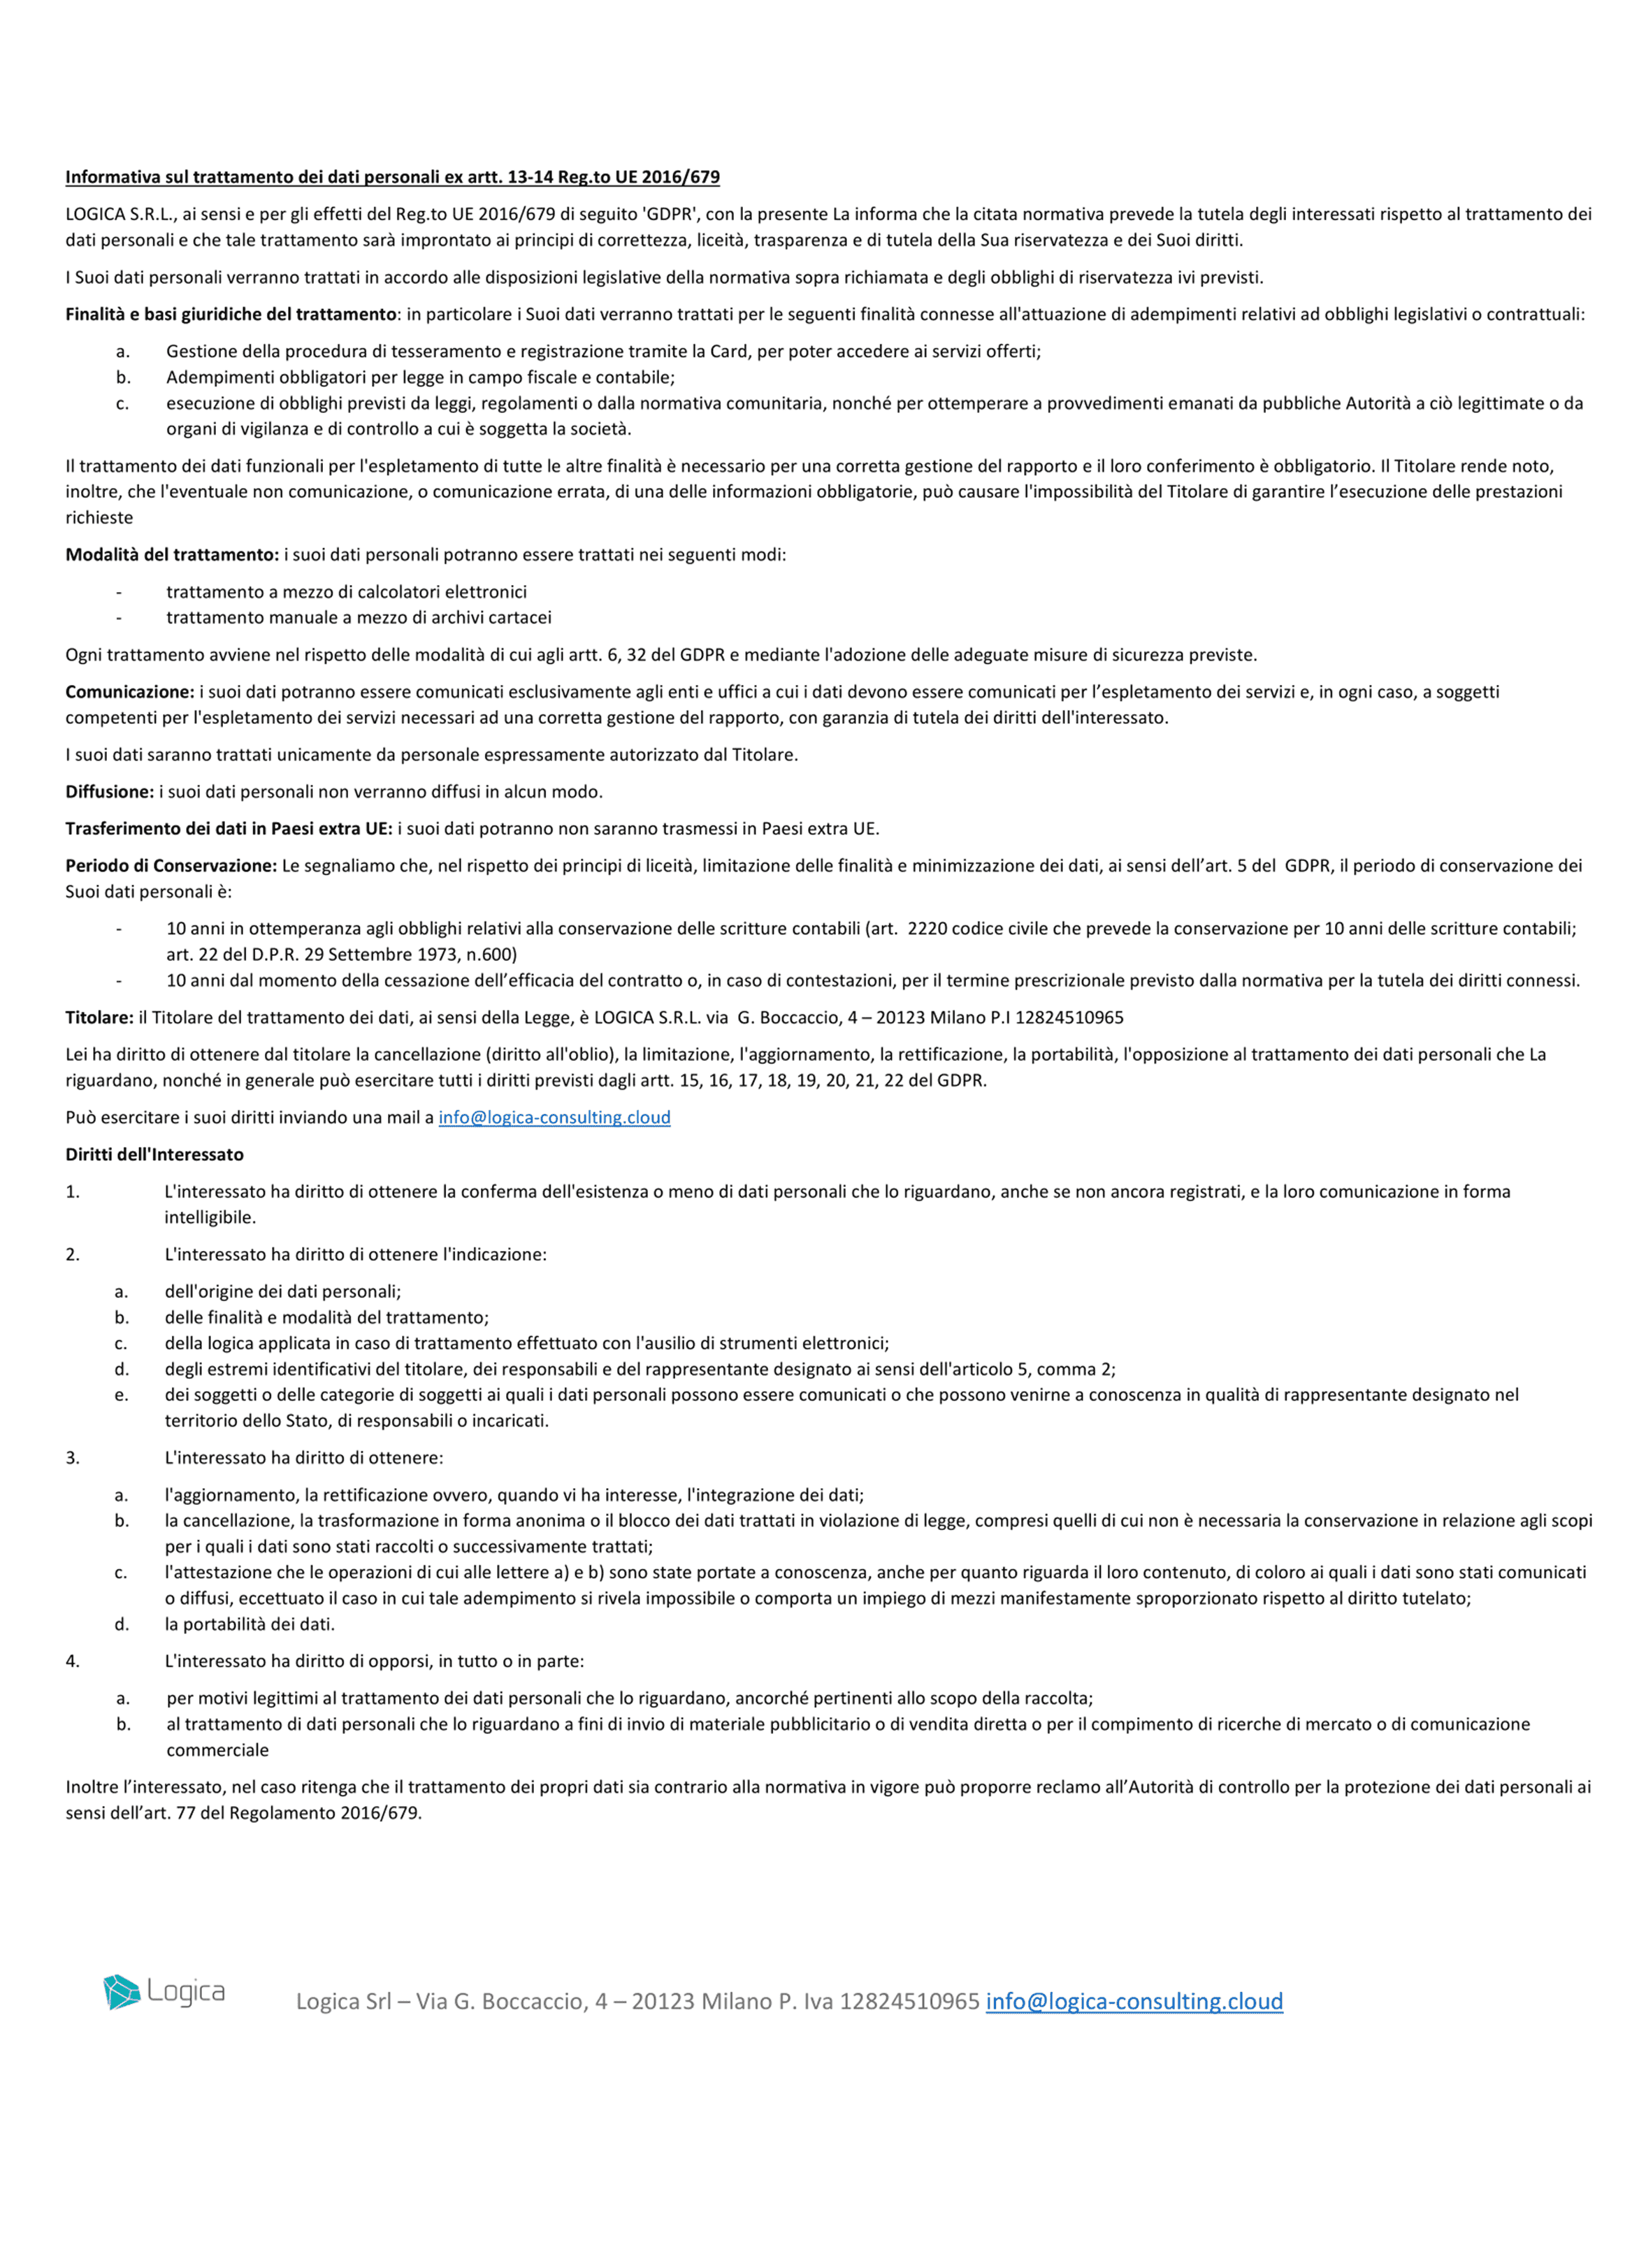 Informativa sul trattamento dei dati personali ex artt. 13-14 Reg.to UE 2016/679
LOGICA S.R.L., ai sensi e per gli effetti del Reg.to UE 2016/679 di seguito 'GDPR', con la presente La informa che la citata normativa prevede la tutela degli interessati rispetto al trattamento dei
dati personali e che tale trattamento sarà improntato ai principi di correttezza, liceità, trasparenza e di tutela della Sua riservatezza e dei Suoi diritti.
I Suoi dati personali verranno trattati in accordo alle disposizioni legislative della normativa sopra richiamata e degli obblighi di riservatezza ivi previsti.
Finalità e basi giuridiche del trattamento: in particolare i Suoi dati verranno trattati per le seguenti finalità connesse all'attuazione di adempimenti relativi ad obblighi legislativi o contrattuali:
a. Gestione della procedura di tesseramento e registrazione tramite la Card, per poter accedere ai servizi offerti;
b. Adempimenti obbligatori per legge in campo fiscale e contabile;
c. esecuzione di obblighi previsti da leggi, regolamenti o dalla normativa comunitaria, nonché per ottemperare a provvedimenti emanati da pubbliche Autorità a ciò legittimate o da
organi di vigilanza e di controllo a cui è soggetta la società.
Il trattamento dei dati funzionali per l'espletamento di tutte le altre finalità è necessario per una corretta gestione del rapporto e il loro conferimento è obbligatorio. Il Titolare rende noto,
inoltre, che l'eventuale non comunicazione, o comunicazione errata, di una delle informazioni obbligatorie, può causare l'impossibilità del Titolare di garantire l’esecuzione delle prestazioni
richieste
Modalità del trattamento: i suoi dati personali potranno essere trattati nei seguenti modi:
- trattamento a mezzo di calcolatori elettronici
- trattamento manuale a mezzo di archivi cartacei
Ogni trattamento avviene nel rispetto delle modalità di cui agli artt. 6, 32 del GDPR e mediante l'adozione delle adeguate misure di sicurezza previste.
Comunicazione: i suoi dati potranno essere comunicati esclusivamente agli enti e uffici a cui i dati devono essere comunicati per l’espletamento dei servizi e, in ogni caso, a soggetti
competenti per l'espletamento dei servizi necessari ad una corretta gestione del rapporto, con garanzia di tutela dei diritti dell'interessato.
I suoi dati saranno trattati unicamente da personale espressamente autorizzato dal Titolare.
Diffusione: i suoi dati personali non verranno diffusi in alcun modo.
Trasferimento dei dati in Paesi extra UE: i suoi dati potranno non saranno trasmessi in Paesi extra UE.
Periodo di Conservazione: Le segnaliamo che, nel rispetto dei principi di liceità, limitazione delle finalità e minimizzazione dei dati, ai sensi dell’art. 5 del GDPR, il periodo di conservazione dei
Suoi dati personali è:
- 10 anni in ottemperanza agli obblighi relativi alla conservazione delle scritture contabili (art. 2220 codice civile che prevede la conservazione per 10 anni delle scritture contabili;
art. 22 del D.P.R. 29 Settembre 1973, n.600)
- 10 anni dal momento della cessazione dell’efficacia del contratto o, in caso di contestazioni, per il termine prescrizionale previsto dalla normativa per la tutela dei diritti connessi.
Titolare: il Titolare del trattamento dei dati, ai sensi della Legge, è LOGICA S.R.L. via G. Boccaccio, 4 – 20123 Milano P.I 12824510965
Lei ha diritto di ottenere dal titolare la cancellazione (diritto all'oblio), la limitazione, l'aggiornamento, la rettificazione, la portabilità, l'opposizione al trattamento dei dati personali che La
riguardano, nonché in generale può esercitare tutti i diritti previsti dagli artt. 15, 16, 17, 18, 19, 20, 21, 22 del GDPR.
Può esercitare i suoi diritti inviando una mail a info@logica-consulting.cloud
Diritti dell'Interessato
1. L'interessato ha diritto di ottenere la conferma dell'esistenza o meno di dati personali che lo riguardano, anche se non ancora registrati, e la loro comunicazione in forma
intelligibile.
2. L'interessato ha diritto di ottenere l'indicazione:
a. dell'origine dei dati personali;
b. delle finalità e modalità del trattamento;
c. della logica applicata in caso di trattamento effettuato con l'ausilio di strumenti elettronici;
d. degli estremi identificativi del titolare, dei responsabili e del rappresentante designato ai sensi dell'articolo 5, comma 2;
e. dei soggetti o delle categorie di soggetti ai quali i dati personali possono essere comunicati o che possono venirne a conoscenza in qualità di rappresentante designato nel
territorio dello Stato, di responsabili o incaricati.
3. L'interessato ha diritto di ottenere:
a. l'aggiornamento, la rettificazione ovvero, quando vi ha interesse, l'integrazione dei dati;
b. la cancellazione, la trasformazione in forma anonima o il blocco dei dati trattati in violazione di legge, compresi quelli di cui non è necessaria la conservazione in relazione agli scopi
per i quali i dati sono stati raccolti o successivamente trattati;
c. l'attestazione che le operazioni di cui alle lettere a) e b) sono state portate a conoscenza, anche per quanto riguarda il loro contenuto, di coloro ai quali i dati sono stati comunicati
o diffusi, eccettuato il caso in cui tale adempimento si rivela impossibile o comporta un impiego di mezzi manifestamente sproporzionato rispetto al diritto tutelato;
d. la portabilità dei dati.
4. L'interessato ha diritto di opporsi, in tutto o in parte:
a. per motivi legittimi al trattamento dei dati personali che lo riguardano, ancorché pertinenti allo scopo della raccolta;
b. al trattamento di dati personali che lo riguardano a fini di invio di materiale pubblicitario o di vendita diretta o per il compimento di ricerche di mercato o di comunicazione
commerciale
Inoltre l’interessato, nel caso ritenga che il trattamento dei propri dati sia contrario alla normativa in vigore può proporre reclamo all’Autorità di controllo per la protezione dei dati personali ai
sensi dell’art. 77 del Regolamento 2016/679.
Logica
Logica Srl – Via G. Boccaccio, 4 – 20123 Milano P. Iva 12824510965 info@logica-consulting.cloud